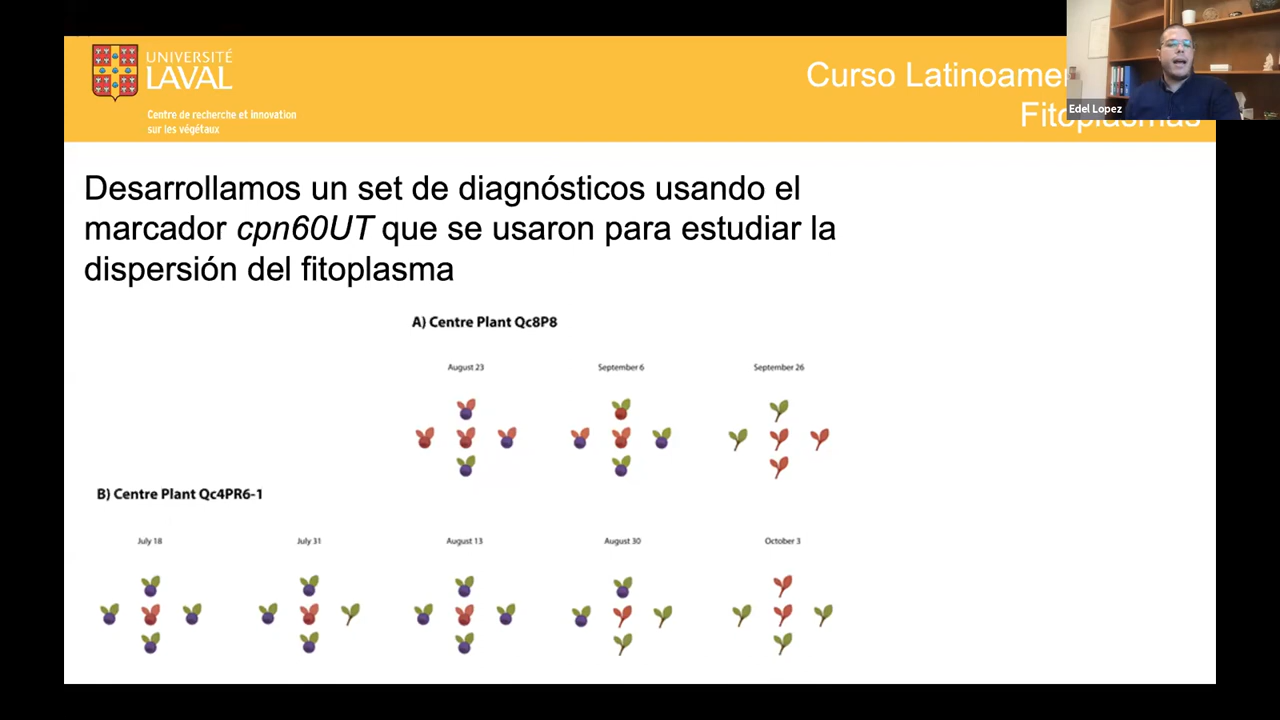 UNIVERSITÉ
LAVAL
Centre de recherche et innovation
sur les végétaux
Curso Latinoamer
Fitoplasmas
Edel Lopez
Desarrollamos un set de diagnósticos usando el
marcador cpn60UT que se usaron para estudiar la
dispersión del fitoplasma
A) Centre Plant Qc8P8
August 23
September 6
September 26
B) Centre Plant Qc4PR6-1
July 18
July 31
August 13
August 30
October 3